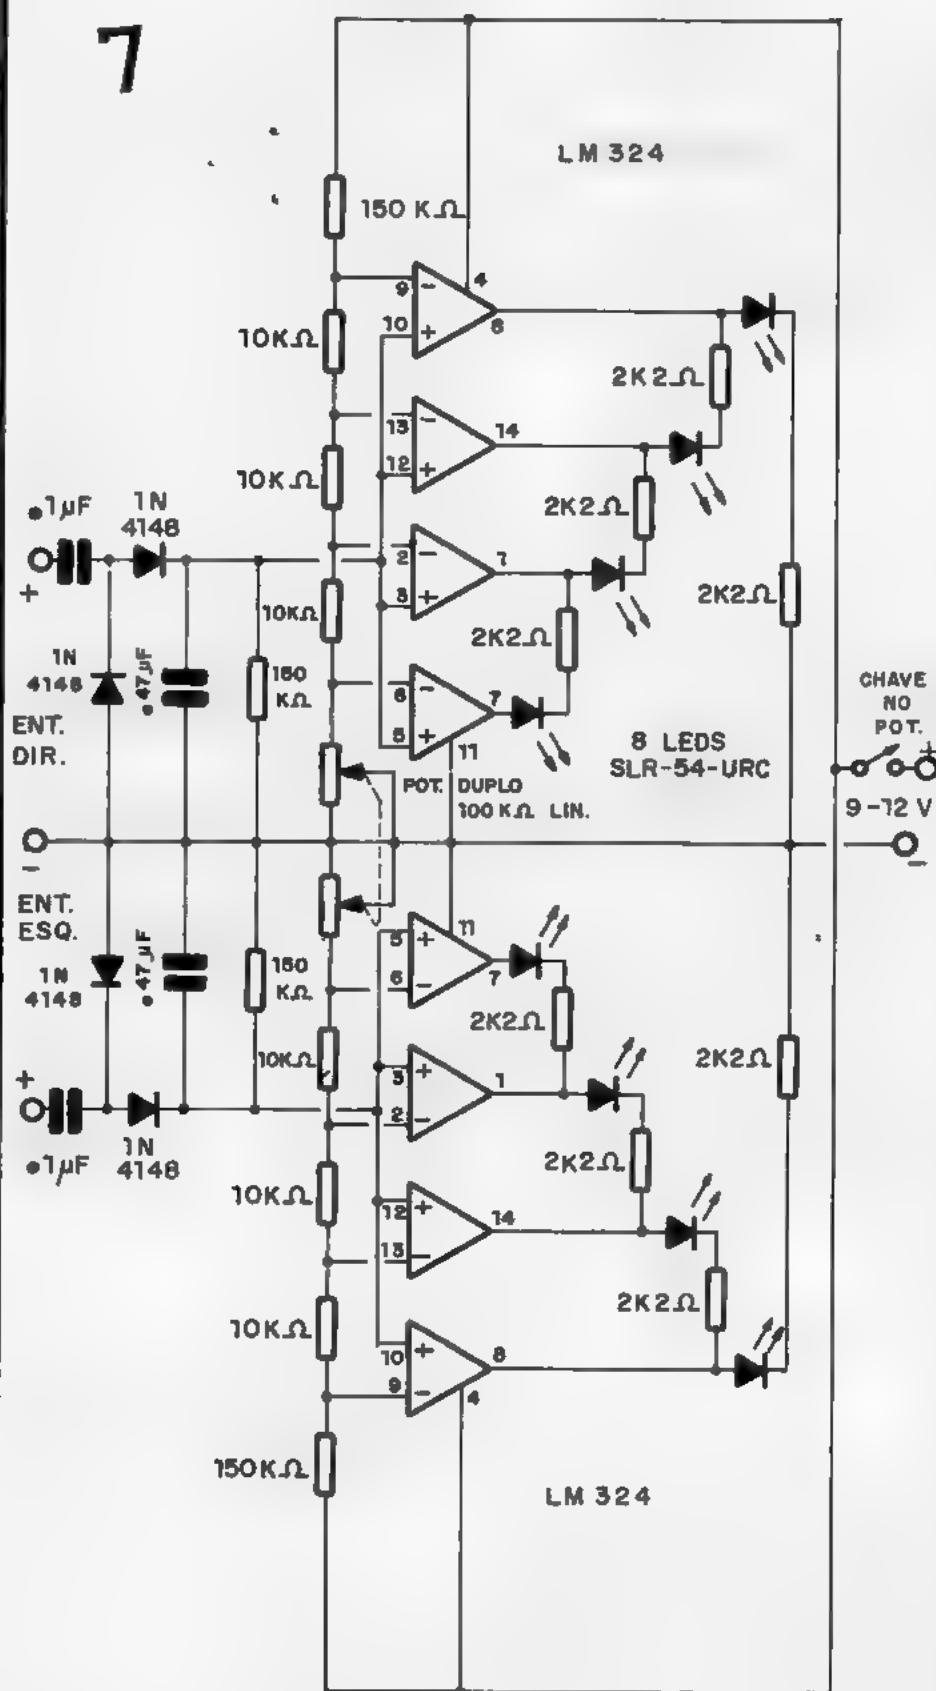 7
LM 324
150 KΩ
4
9 −
8
10 +
10KΩ
2K2Ω
13 −
14
12 +
10KΩ
2K2Ω
.1µF
1N
4148
+
2 −
1
3 +
10KΩ
2K2Ω
2K2Ω
1N
4148
.47µF
150
KΩ
6 −
7
5 +
11
CHAVE
NO
POT.
+
ENT.
DIR.
8 LEDS
SLR-54-URC
POT. DUPLO
100 KΩ LIN.
9-12 V
−
−
ENT.
ESQ.
1N
4148
.47µF
150
KΩ
5 +
11
6 −
7
2K2Ω
10KΩ
2K2Ω
3 +
1
2 −
+
.1µF
1N
4148
2K2Ω
10KΩ
12 +
14
13 −
2K2Ω
10KΩ
10 +
8
9 −
4
150KΩ
LM 324